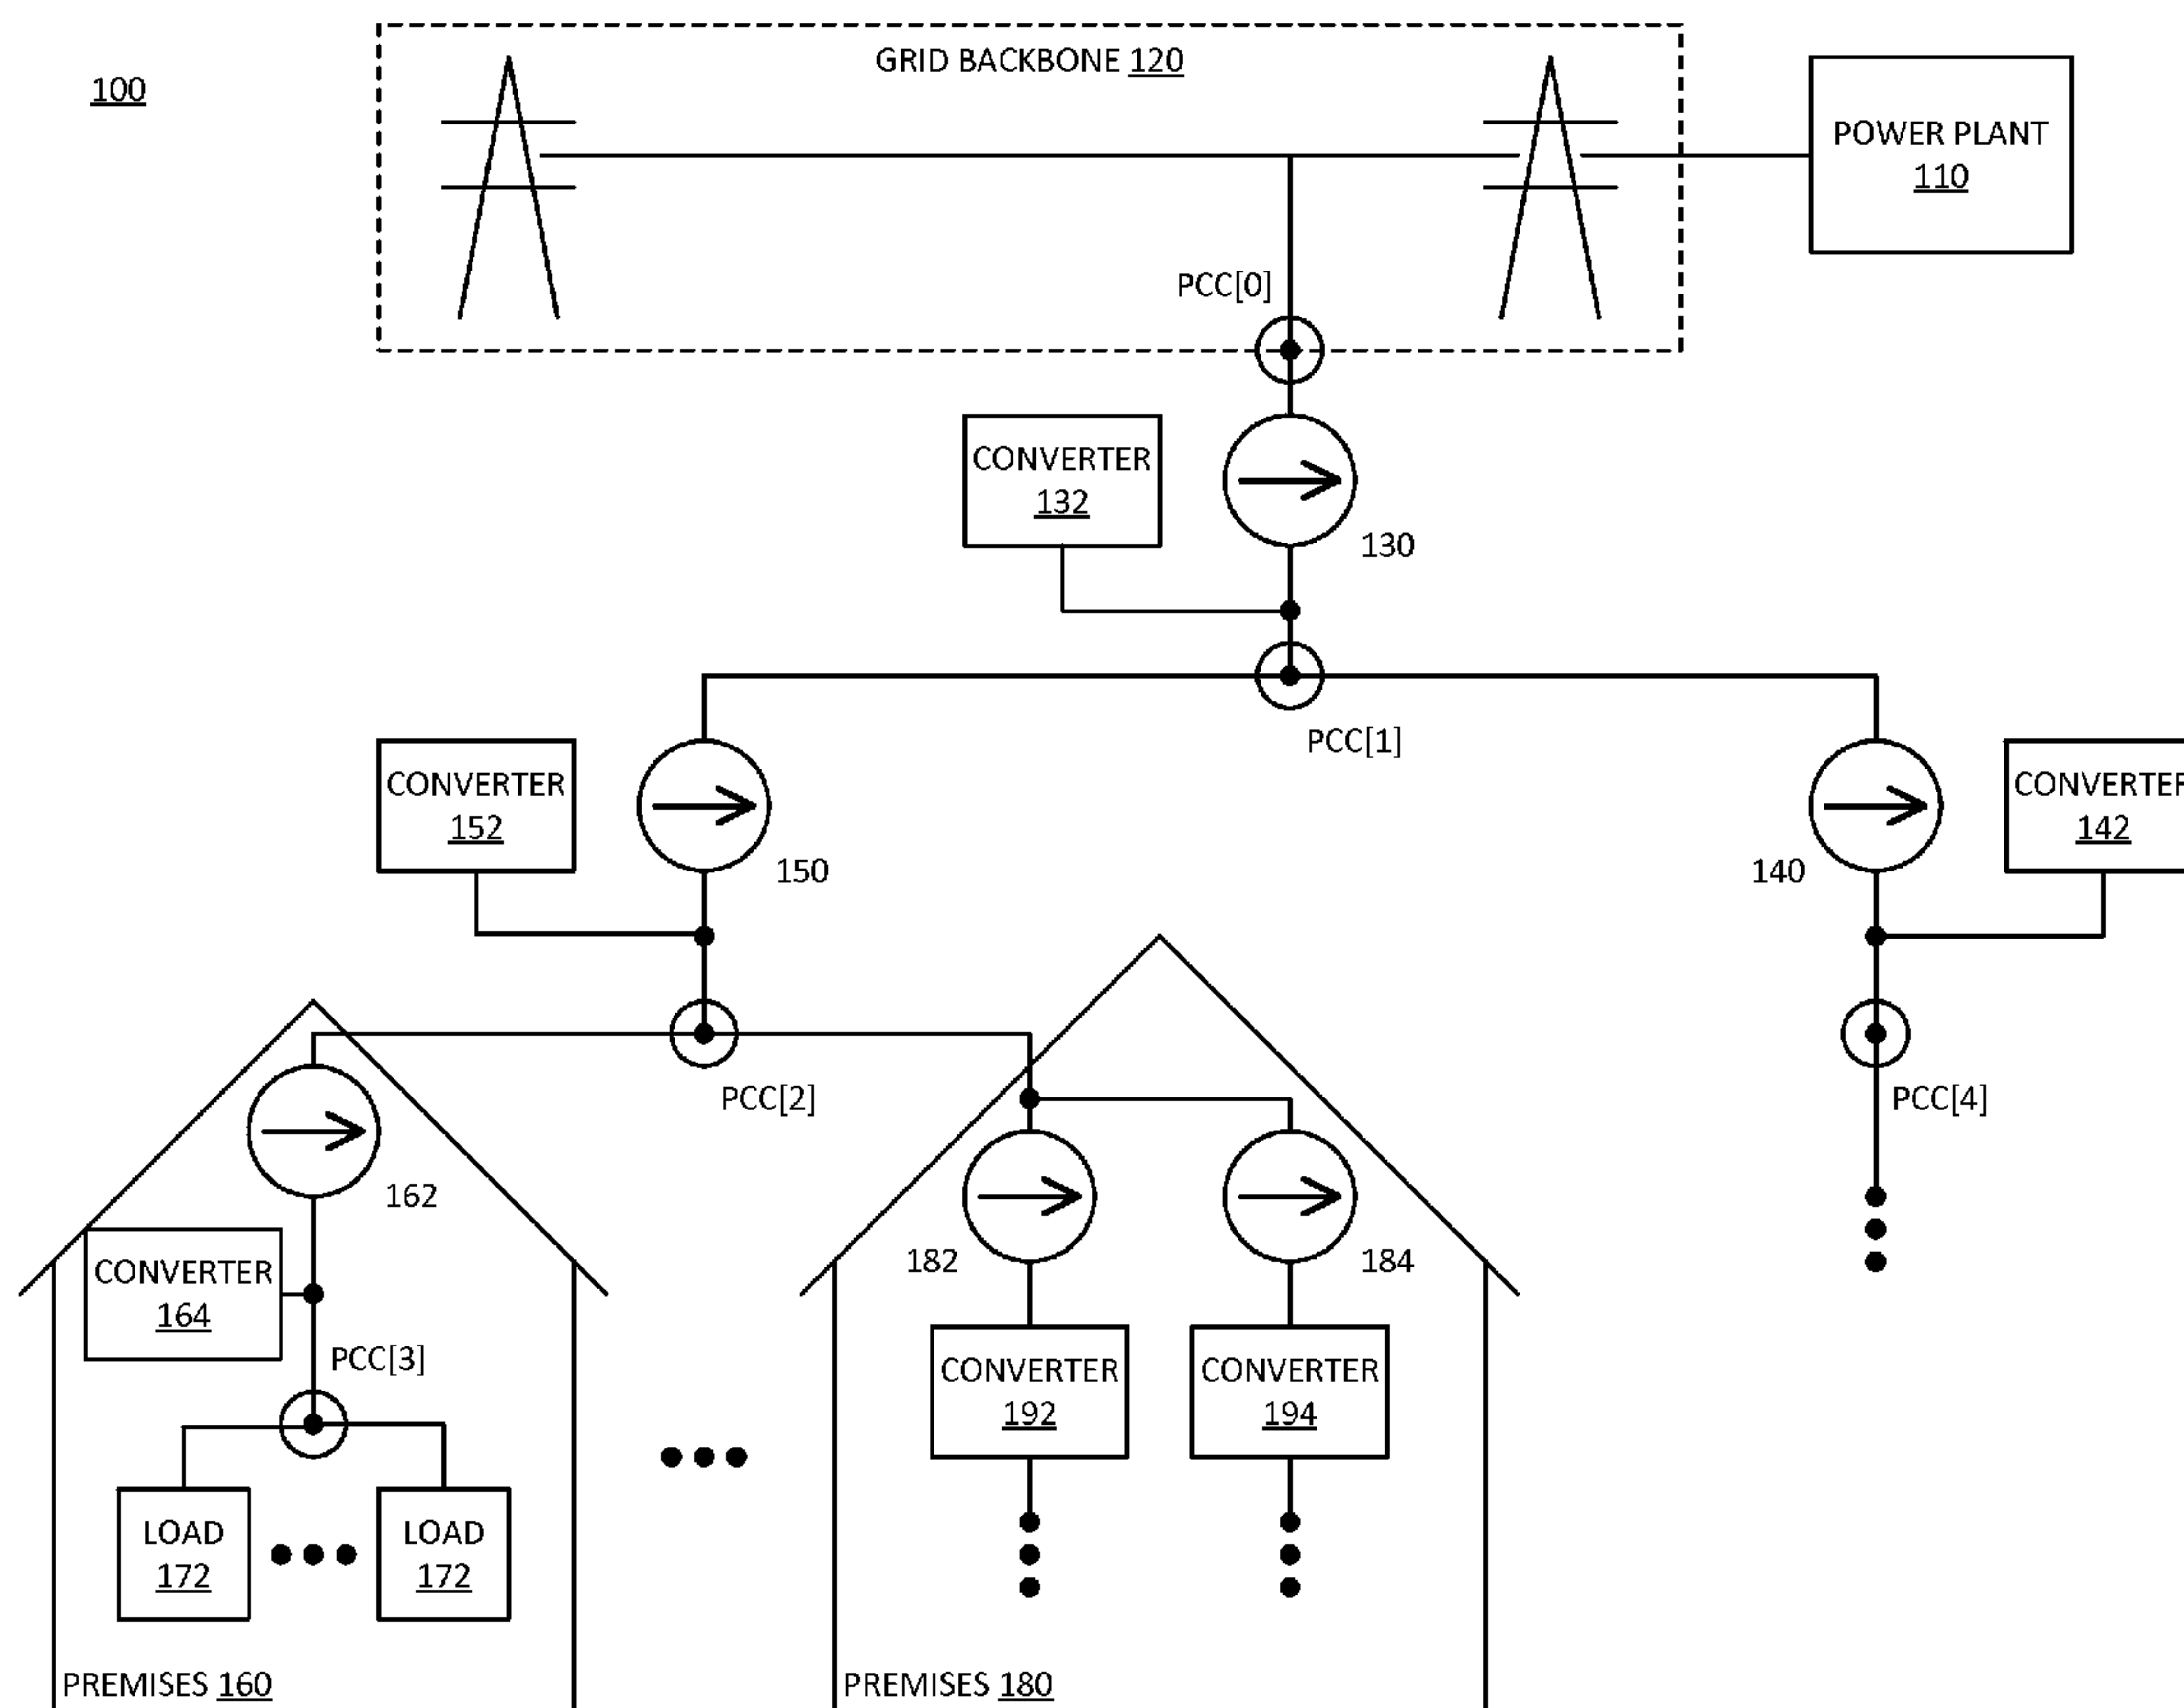 100
GRID BACKBONE 120
POWER PLANT
110
PCC[0]
CONVERTER
132
130
PCC[1]
CONVERTER
152
150
140
CONVERTER
142
PCC[2]
PCC[4]
162
182
184
CONVERTER
164
PCC[3]
CONVERTER
192
CONVERTER
194
LOAD
172
LOAD
172
PREMISES 160
PREMISES 180